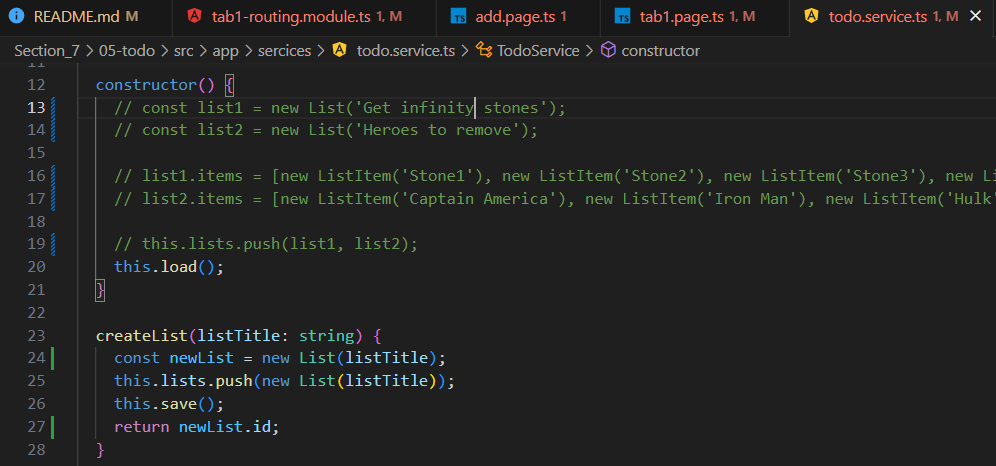 README.md M tab1-routing.module.ts 1, M TS add.page.ts 1 TS tab1.page.ts 1, M todo.service.ts 1, M
Section_7 > 05-todo > src > app > sercices > todo.service.ts > TodoService > constructor
11
12 constructor() {
13 // const list1 = new List('Get infinity stones');
14 // const list2 = new List('Heroes to remove');
15
16 // list1.items = [new ListItem('Stone1'), new ListItem('Stone2'), new ListItem('Stone3'), new Li
17 // list2.items = [new ListItem('Captain America'), new ListItem('Iron Man'), new ListItem('Hulk'
18
19 // this.lists.push(list1, list2);
20 this.load();
21 }
22
23 createList(listTitle: string) {
24 const newList = new List(listTitle);
25 this.lists.push(new List(listTitle));
26 this.save();
27 return newList.id;
28 }